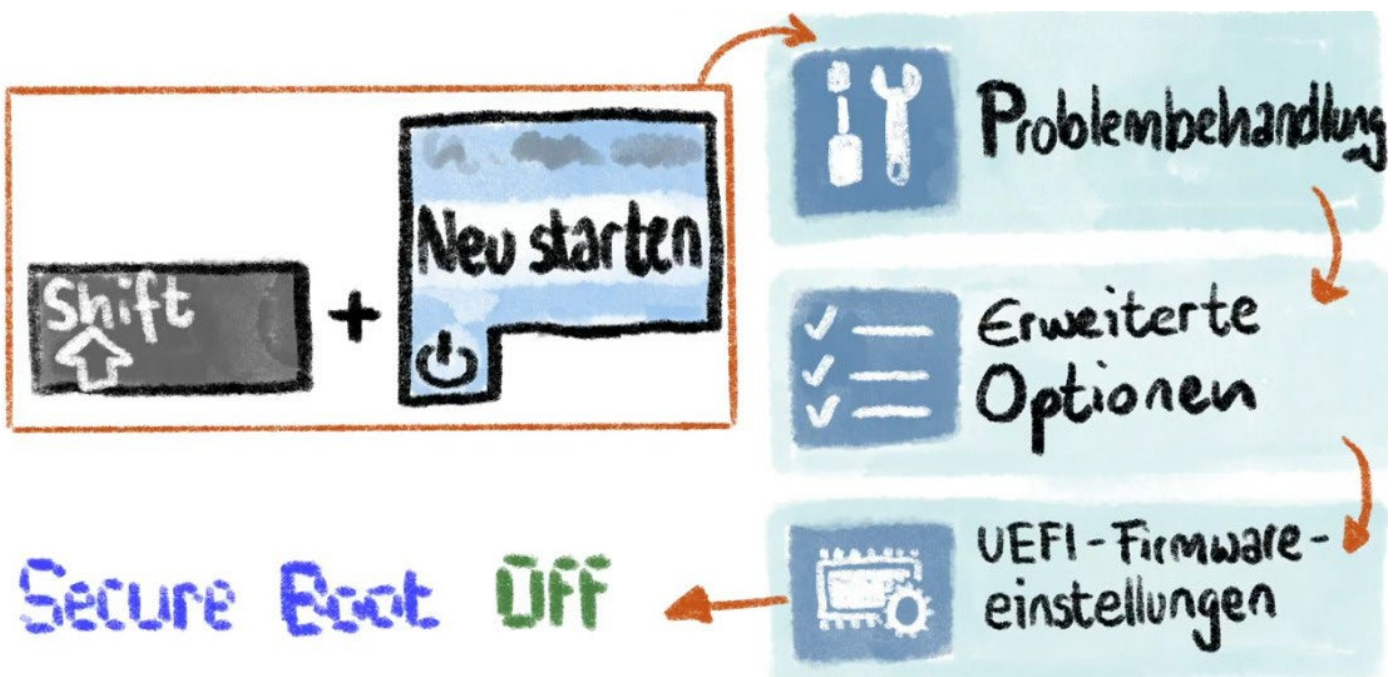 Shift
+
Neu starten
Problembehandlung
Erweiterte
Optionen
UEFI-Firmware-
einstellungen
Secure Boot Off